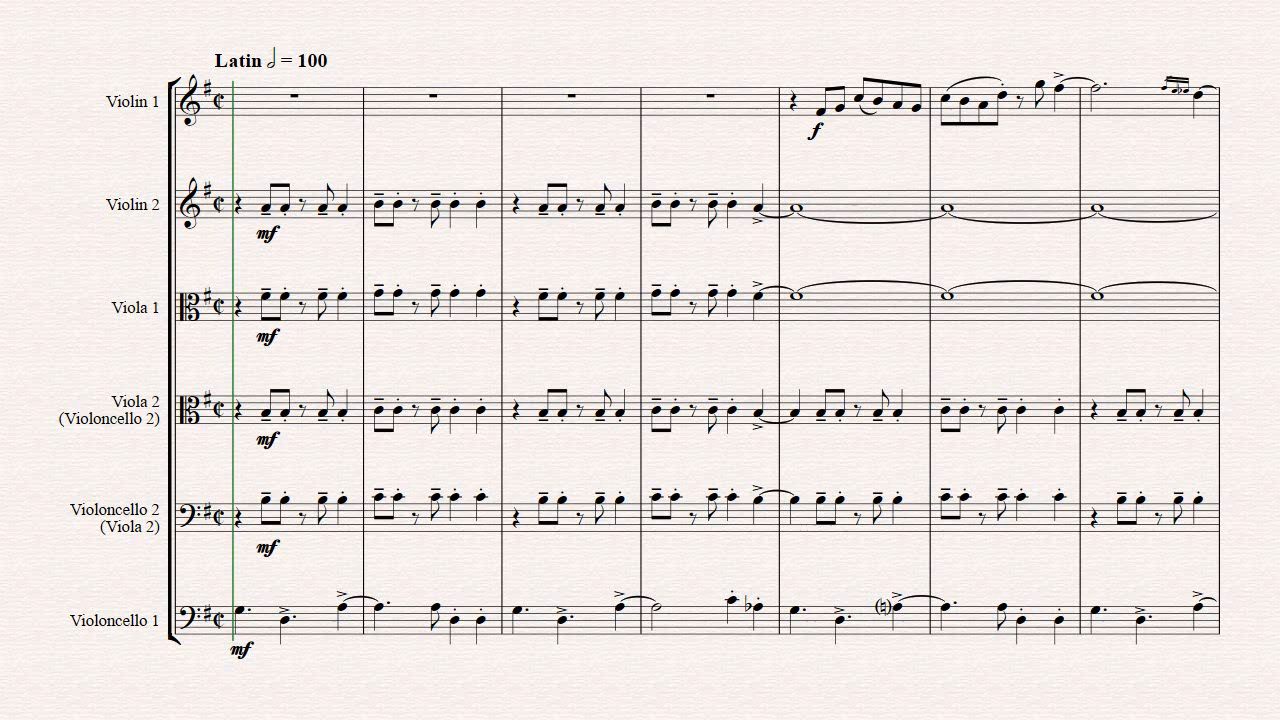 Latin 𝅗𝅥 = 100
Violin 1
f
Violin 2
mf
Viola 1
mf
Viola 2
(Violoncello 2)
mf
Violoncello 2
(Viola 2)
mf
Violoncello 1
mf